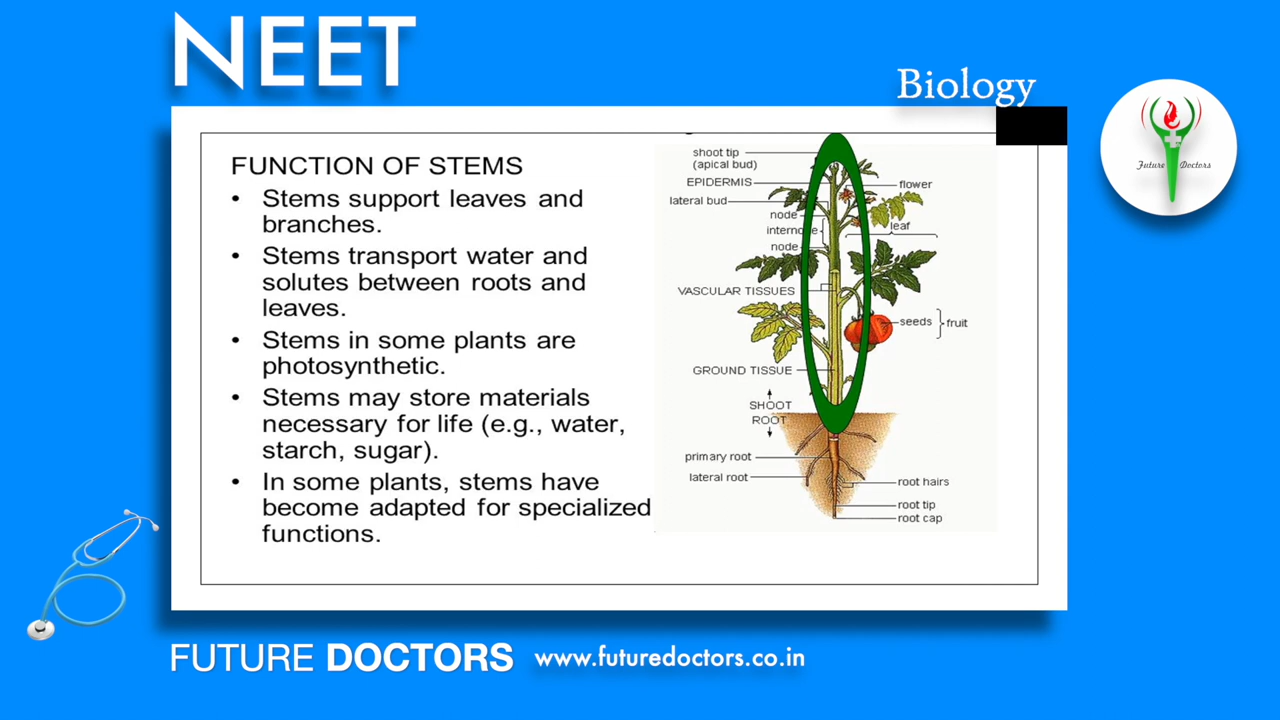 NEET
Biology
Future Doctors
FUNCTION OF STEMS
• Stems support leaves and
branches.
• Stems transport water and
solutes between roots and
leaves.
• Stems in some plants are
photosynthetic.
• Stems may store materials
necessary for life (e.g., water,
starch, sugar).
• In some plants, stems have
become adapted for specialized
functions.
shoot tip
(apical bud)
EPIDERMIS
lateral bud
node
internode
node
VASCULAR TISSUES
GROUND TISSUE
SHOOT
ROOT
primary root
lateral root
flower
leaf
seeds
fruit
root hairs
root tip
root cap
FUTURE DOCTORS
www.futuredoctors.co.in